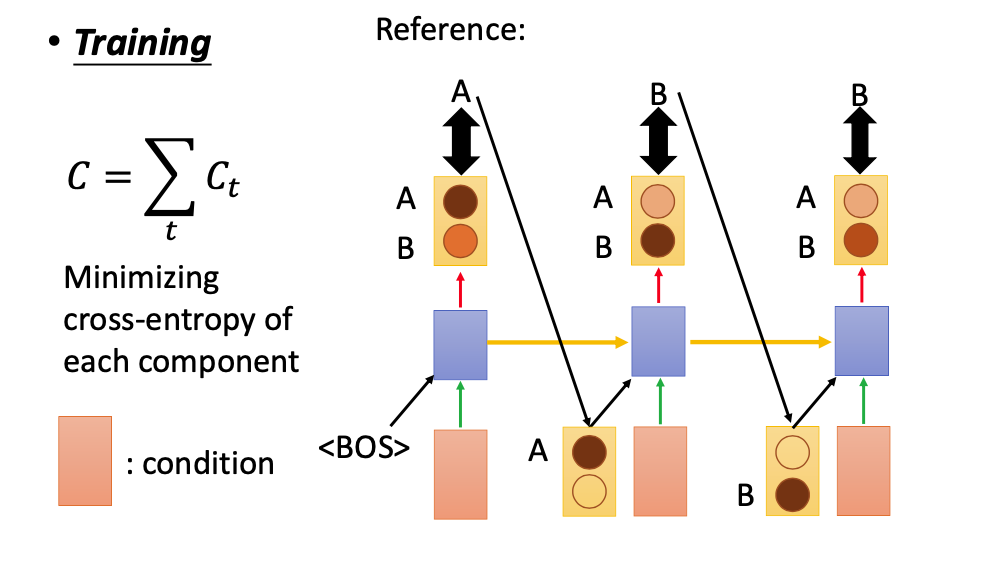 • Training
Reference:
A B B
C = ∑ C_t
t
A A A
B B B
Minimizing
cross-entropy of
each component
: condition
<BOS>
A
B